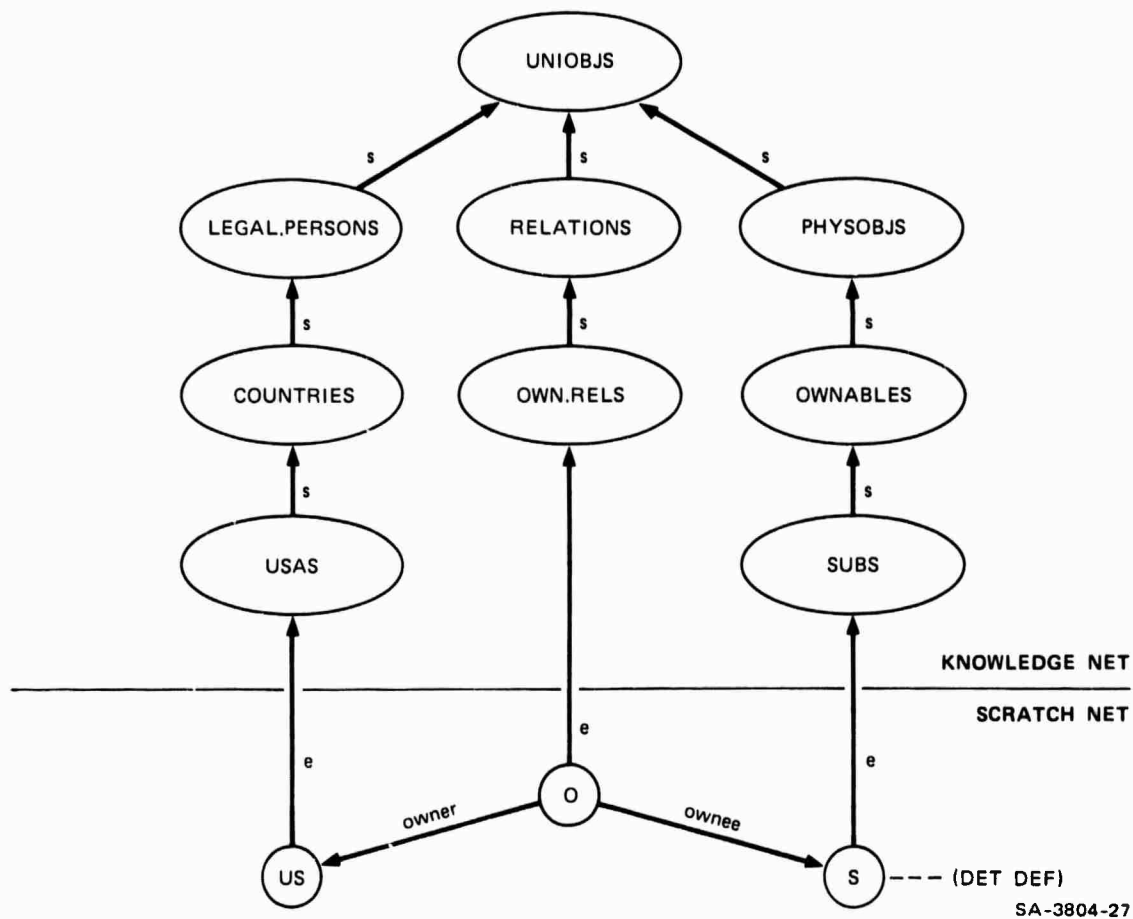 UNIOBJS
s s s
LEGAL.PERSONS RELATIONS PHYSOBJS
s s s
COUNTRIES OWN.RELS OWNABLES
s s
USAS SUBS
KNOWLEDGE NET
SCRATCH NET
e e e
O
owner ownee
US S (DET DEF)
SA-3804-27